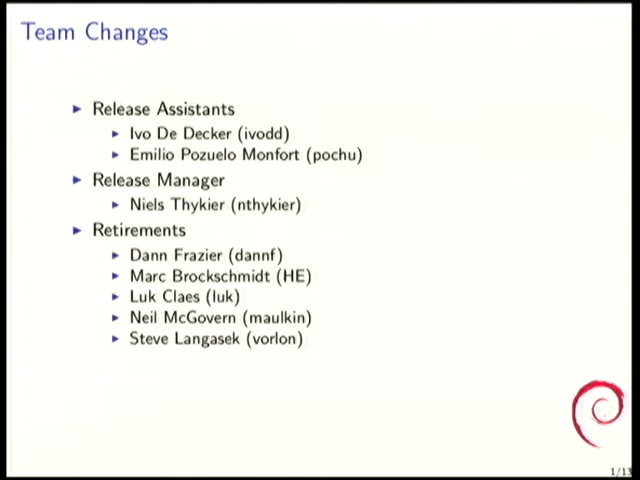 Team Changes
Release Assistants
Ivo De Decker (ivodd)
Emilio Pozuelo Monfort (pochu)
Release Manager
Niels Thykier (nthykier)
Retirements
Dann Frazier (dannf)
Marc Brockschmidt (HE)
Luk Claes (luk)
Neil McGovern (maulkin)
Steve Langasek (vorlon)
1/13